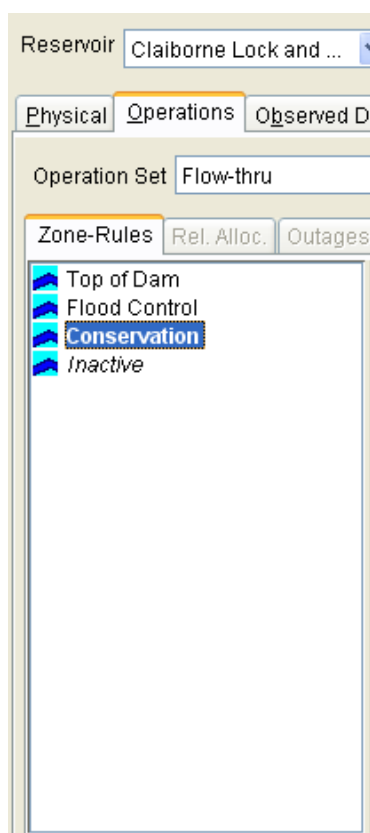 Reservoir Claiborne Lock and ...
Physical Operations Observed D
Operation Set Flow-thru
Zone-Rules Rel. Alloc. Outages
Top of Dam
Flood Control
Conservation
Inactive